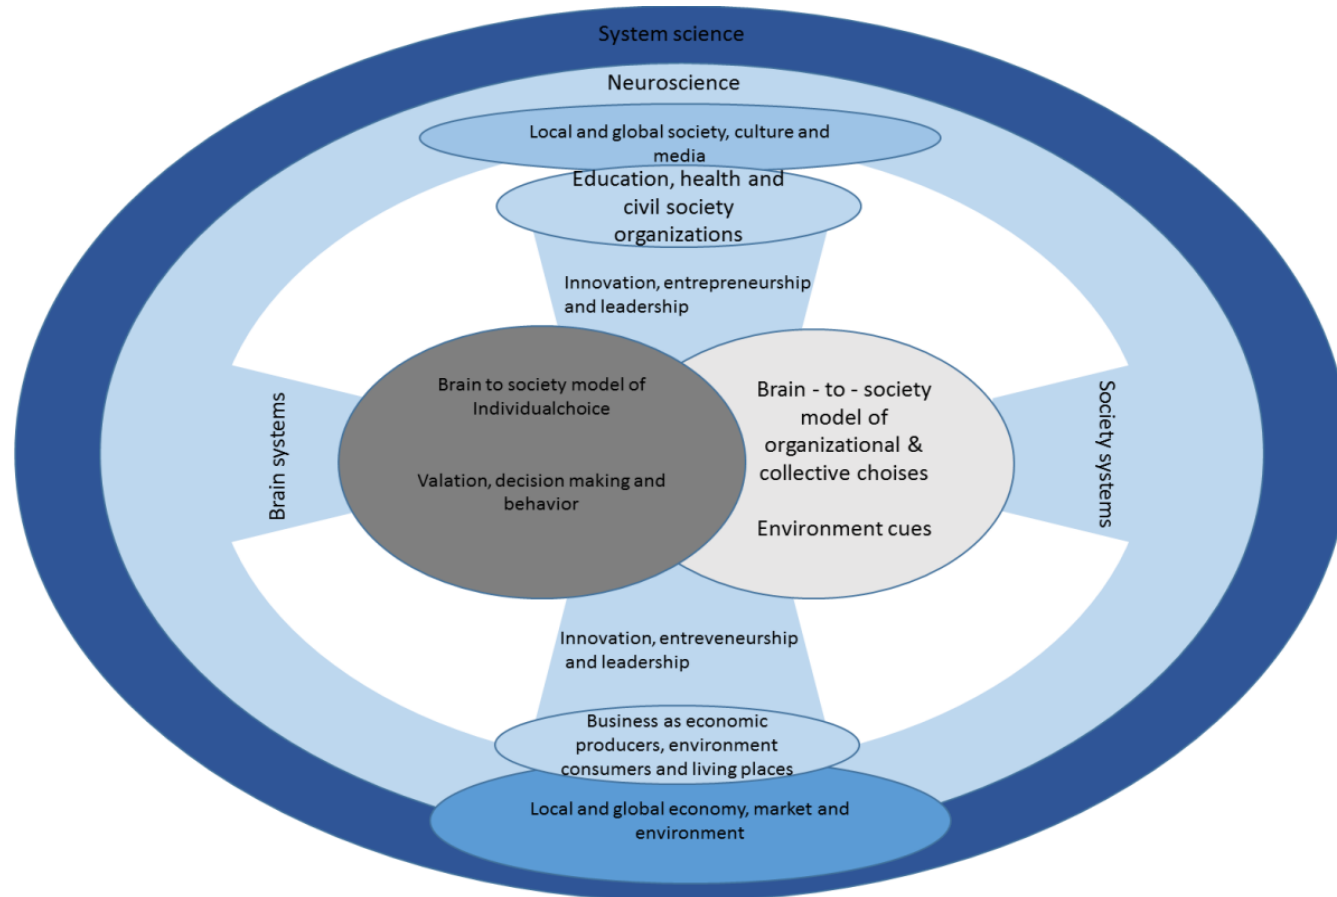 System science
Neuroscience
Local and global society, culture and
media
Education, health and
civil society
organizations
Innovation, entrepreneurship
and leadership
Brain systems
Brain to society model of
Individualchoice
Valation, decision making and
behavior
Brain - to - society
model of
organizational &
collective choises
Environment cues
Society systems
Innovation, entreveneurship
and leadership
Business as economic
producers, environment
consumers and living places
Local and global economy, market and
environment